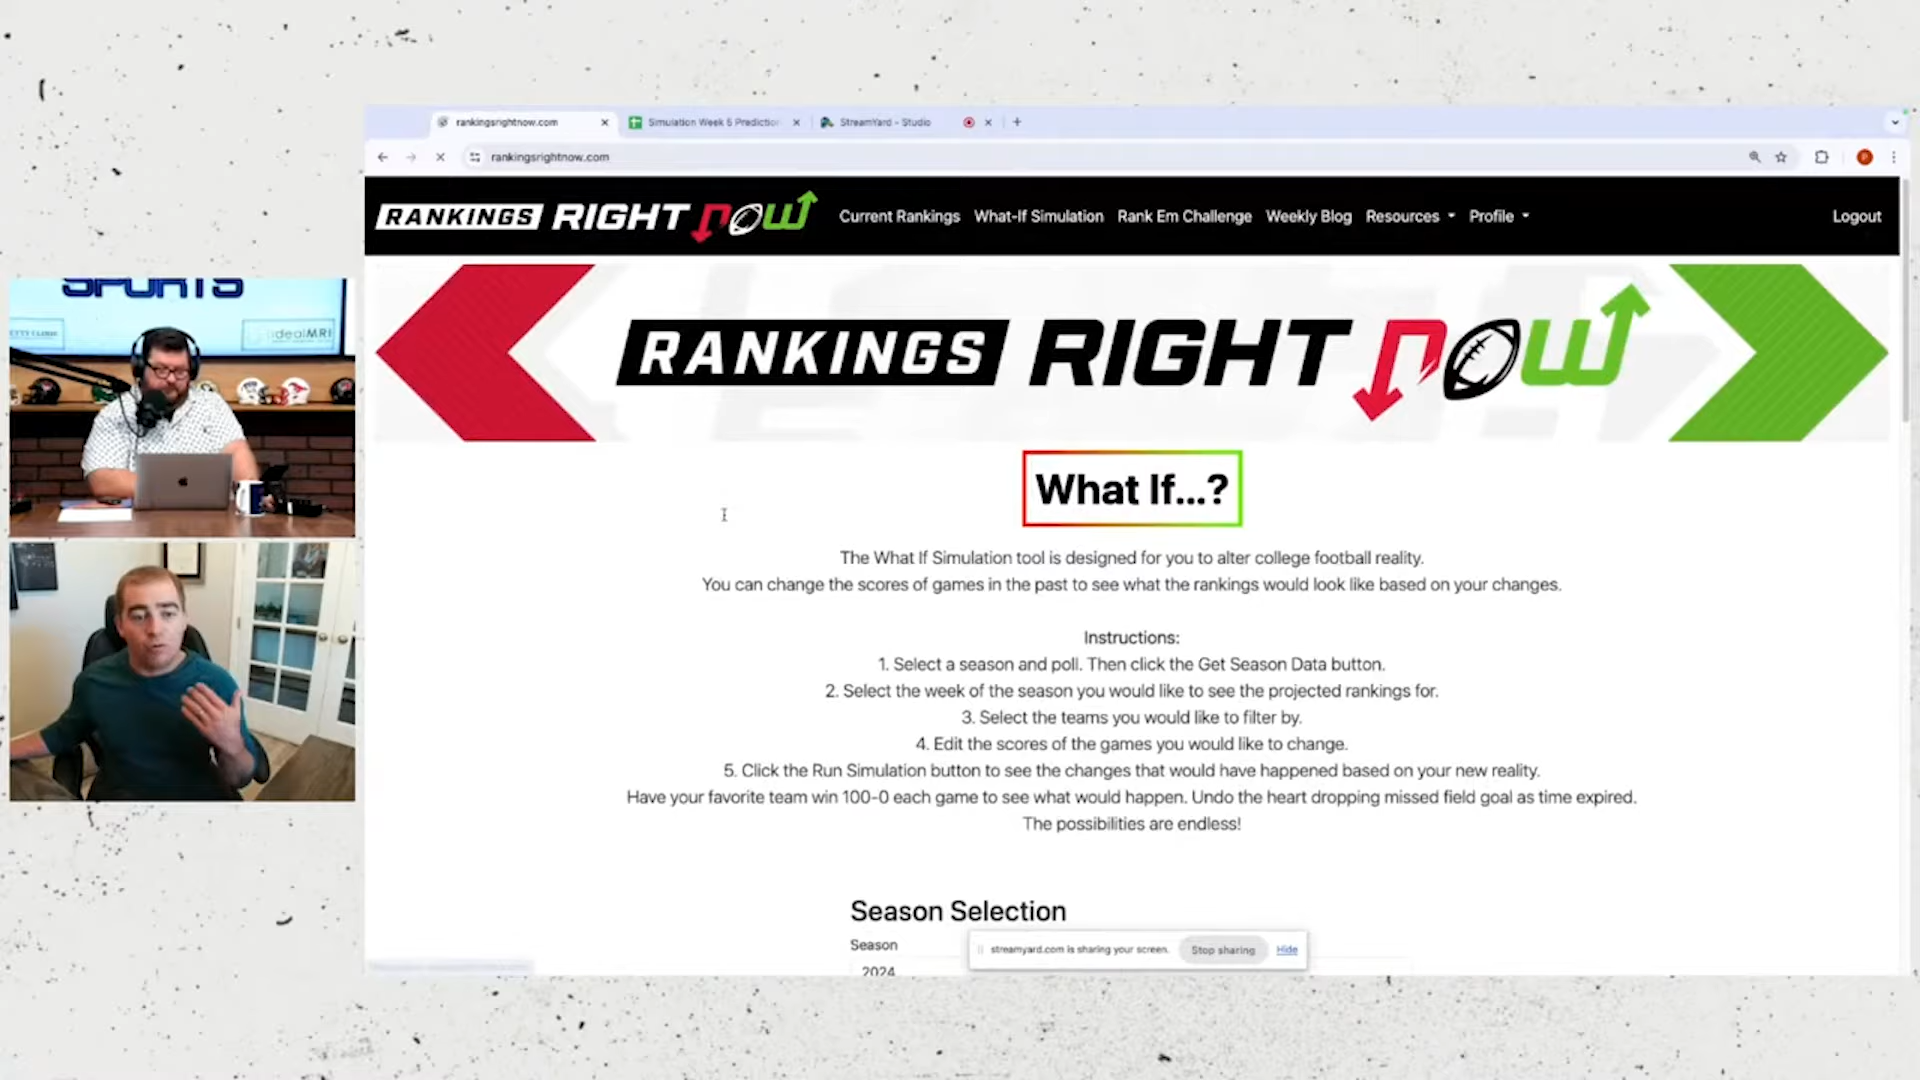 rankingsrightnow.com
Simulation Week 5 Prediction
StreamYard - Studio
rankingsrightnow.com
RANKINGS RIGHT NOW
Current Rankings
What-If Simulation
Rank Em Challenge
Weekly Blog
Resources
Profile
Logout
RANKINGS RIGHT NOW
SPORTS
idealMRI
What If...?
The What If Simulation tool is designed for you to alter college football reality.
You can change the scores of games in the past to see what the rankings would look like based on your changes.
Instructions:
1. Select a season and poll. Then click the Get Season Data button.
2. Select the week of the season you would like to see the projected rankings for.
3. Select the teams you would like to filter by.
4. Edit the scores of the games you would like to change.
5. Click the Run Simulation button to see the changes that would have happened based on your new reality.
Have your favorite team win 100-0 each game to see what would happen. Undo the heart dropping missed field goal as time expired.
The possibilities are endless!
Season Selection
Season
2024
streamyard.com is sharing your screen.
Stop sharing
Hide